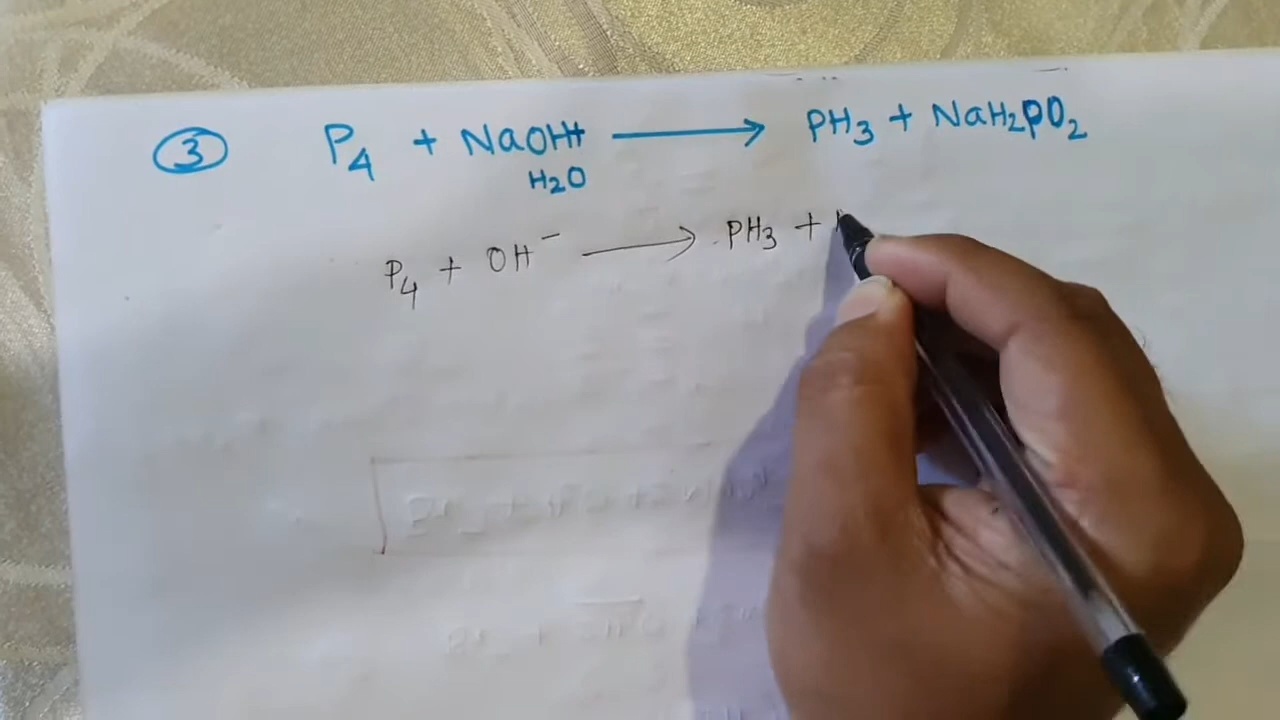 ③ P₄ + NaOH + H₂O ⟶ PH₃ + NaH₂PO₂
P₄ + OH⁻ ⟶ PH₃ +